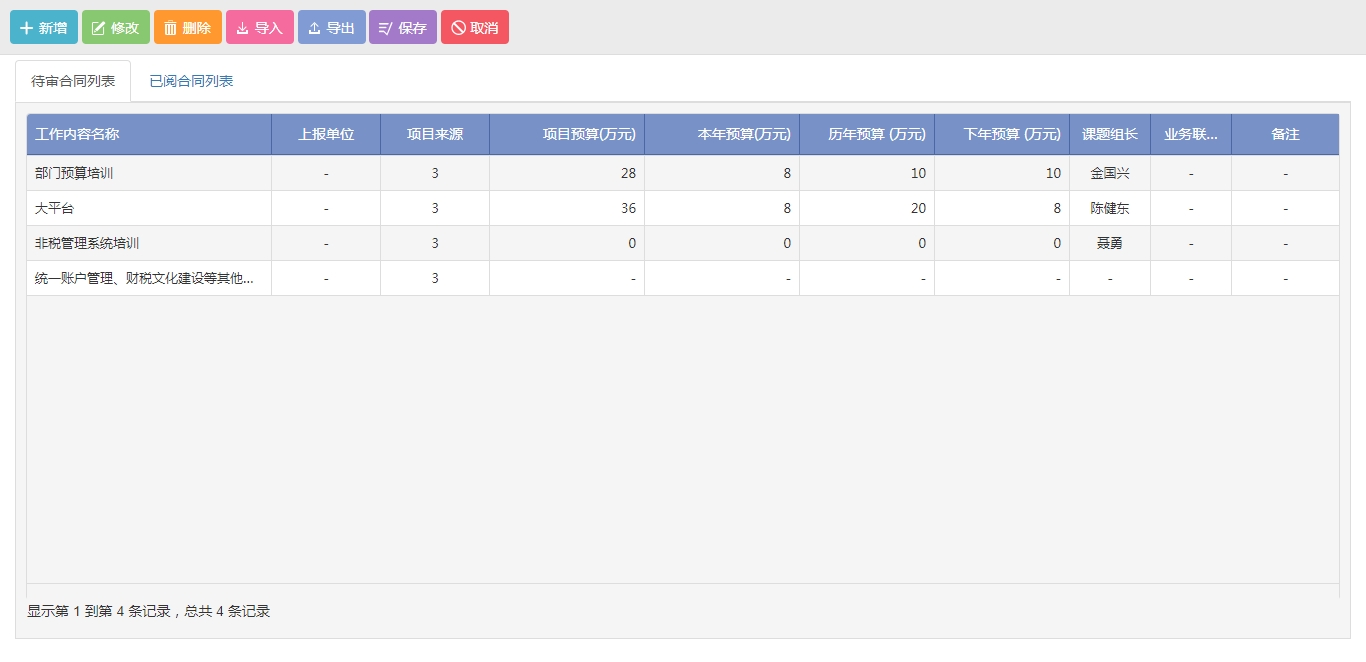 新增 修改 删除 导入 导出 保存 取消
待审合同列表 已阅合同列表
工作内容名称 上报单位 项目来源 项目预算(万元) 本年预算(万元) 历年预算 (万元) 下年预算 (万元) 课题组长 业务联... 备注
部门预算培训 - 3 28 8 10 10 金国兴 - -
大平台 - 3 36 8 20 8 陈健东 - -
非税管理系统培训 - 3 0 0 0 0 聂勇 - -
统一账户管理、财税文化建设等其他... - 3 - - - - - - -
显示第 1 到第 4 条记录，总共 4 条记录